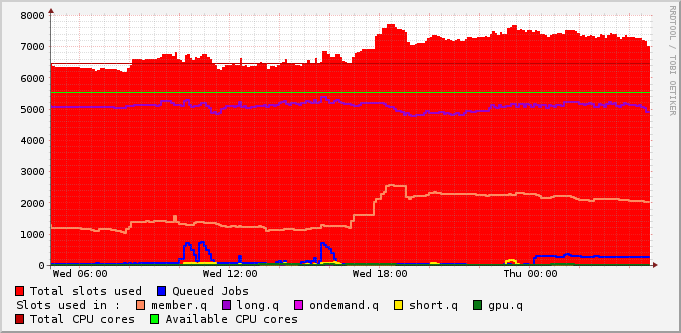 8000
7000
6000
5000
4000
3000
2000
1000
0
Wed 06:00 Wed 12:00 Wed 18:00 Thu 00:00
RRDTOOL / TOBI OETIKER
Total slots used Queued Jobs
Slots used in : member.q long.q ondemand.q short.q gpu.q
Total CPU cores Available CPU cores